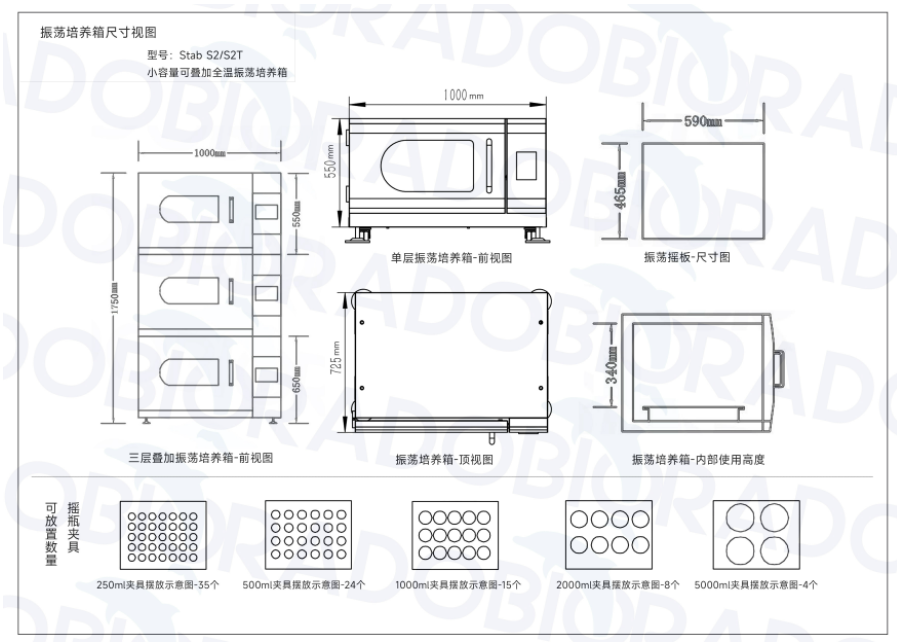 振荡培养箱尺寸视图
型号：Stab S2/S2T
小容量可叠加全温振荡培养箱
1000mm
1750mm
550mm
650mm
三层叠加振荡培养箱-前视图
1000mm
550mm
单层振荡培养箱-前视图
725mm
振荡培养箱-顶视图
590mm
465mm
振荡摇板-尺寸图
340mm
振荡培养箱-内部使用高度
摇瓶夹具
可放置数量
250ml夹具摆放示意图-35个
500ml夹具摆放示意图-24个
1000ml夹具摆放示意图-15个
2000ml夹具摆放示意图-8个
5000ml夹具摆放示意图-4个
RADOBIO